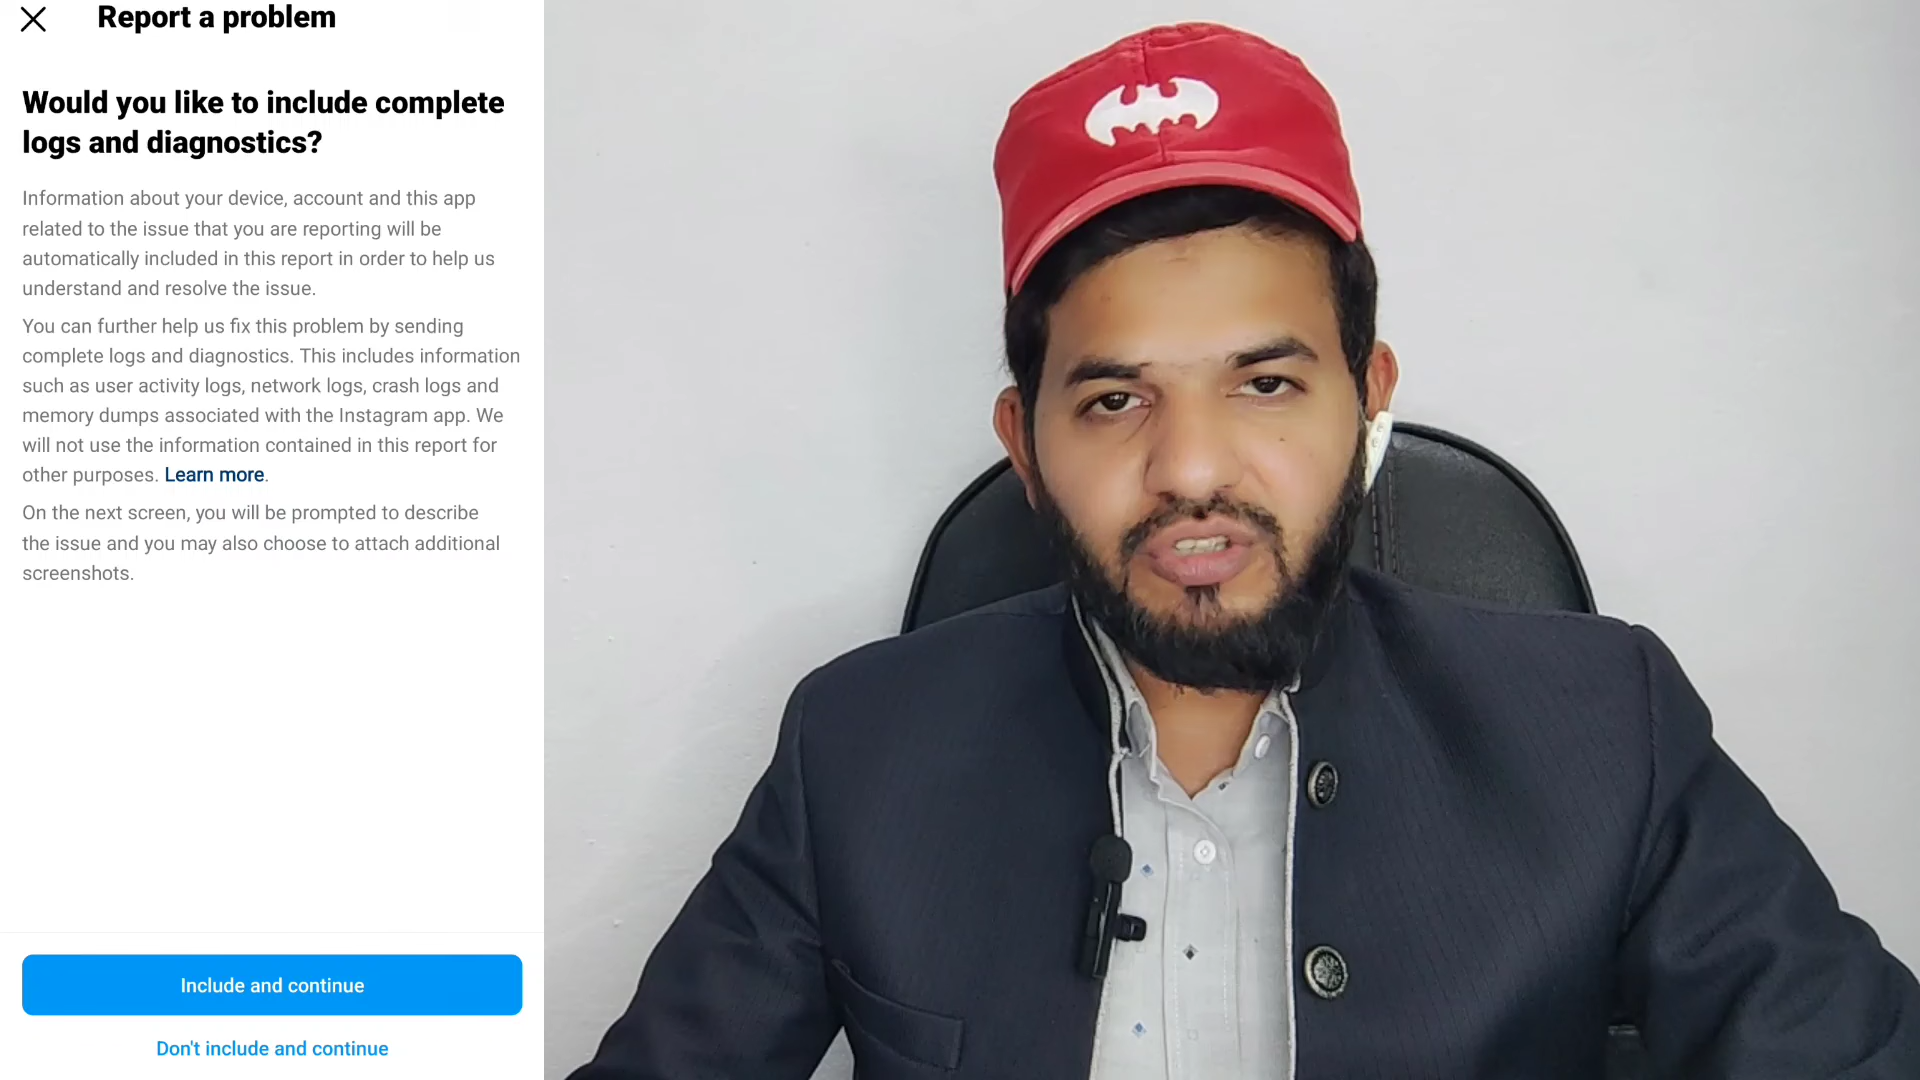 Report a problem
Would you like to include complete
logs and diagnostics?
Information about your device, account and this app
related to the issue that you are reporting will be
automatically included in this report in order to help us
understand and resolve the issue.
You can further help us fix this problem by sending
complete logs and diagnostics. This includes information
such as user activity logs, network logs, crash logs and
memory dumps associated with the Instagram app. We
will not use the information contained in this report for
other purposes. Learn more.
On the next screen, you will be prompted to describe
the issue and you may also choose to attach additional
screenshots.
Include and continue
Don't include and continue